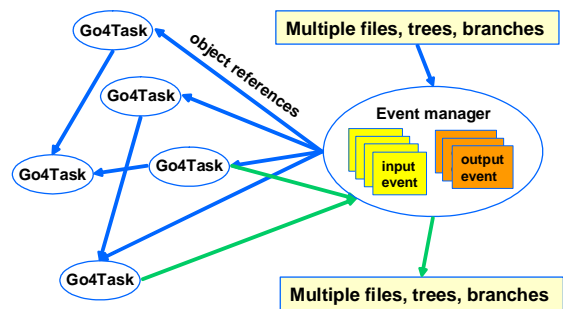 Go4Task
Multiple files, trees, branches
object references
Go4Task
Event manager
input
event
output
event
Go4Task
Go4Task
Go4Task
Multiple files, trees, branches